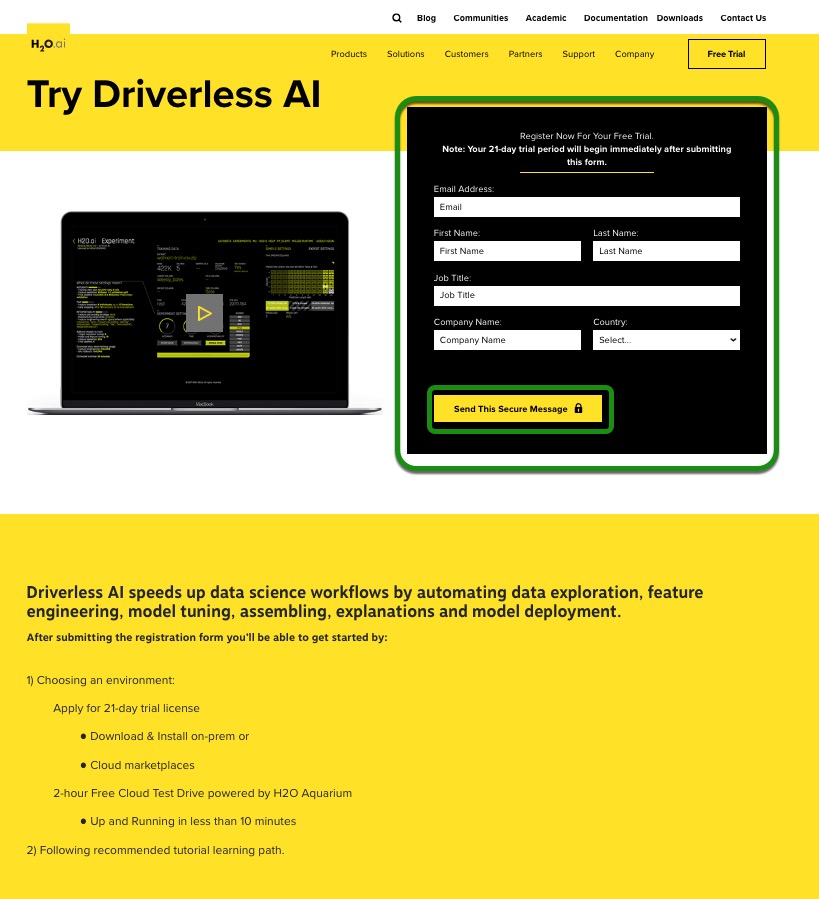 Blog Communities Academic Documentation Downloads Contact Us
H2O.ai
Products Solutions Customers Partners Support Company Free Trial
Try Driverless AI
Register Now For Your Free Trial.
Note: Your 21-day trial period will begin immediately after submitting
this form.
Email Address:
Email
First Name: Last Name:
First Name Last Name
Job Title:
Job Title
Company Name: Country:
Company Name Select...
Send This Secure Message
H2O.ai Experiment
MacBook
Driverless AI speeds up data science workflows by automating data exploration, feature
engineering, model tuning, assembling, explanations and model deployment.
After submitting the registration form you'll be able to get started by:
1) Choosing an environment:
Apply for 21-day trial license
● Download & Install on-prem or
● Cloud marketplaces
2-hour Free Cloud Test Drive powered by H2O Aquarium
● Up and Running in less than 10 minutes
2) Following recommended tutorial learning path.